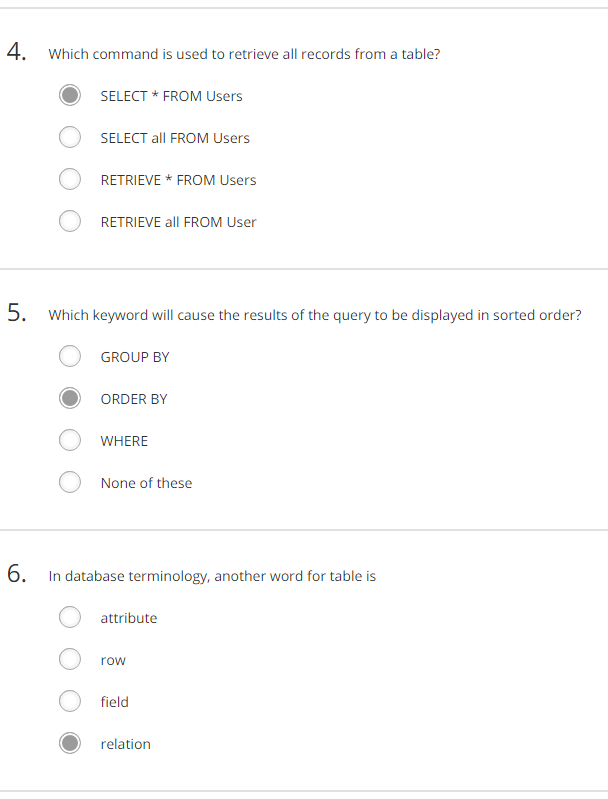 4. Which command is used to retrieve all records from a table?
SELECT * FROM Users
SELECT all FROM Users
RETRIEVE * FROM Users
RETRIEVE all FROM User
5. Which keyword will cause the results of the query to be displayed in sorted order?
GROUP BY
ORDER BY
WHERE
None of these
6. In database terminology, another word for table is
attribute
row
field
relation